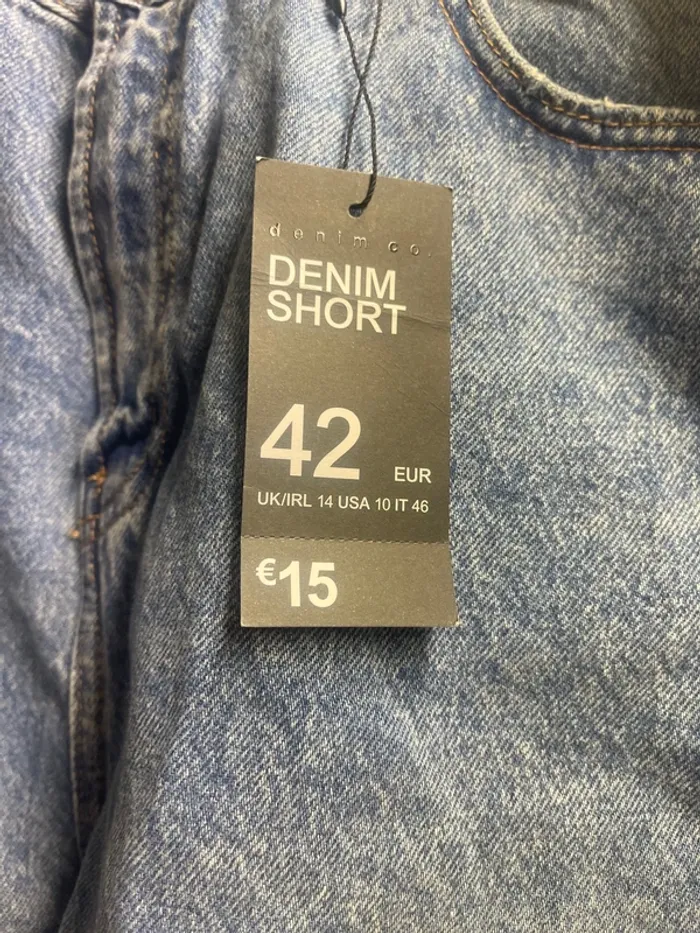 denim co.
DENIM
SHORT
42 EUR
UK/IRL 14 USA 10 IT 46
€15